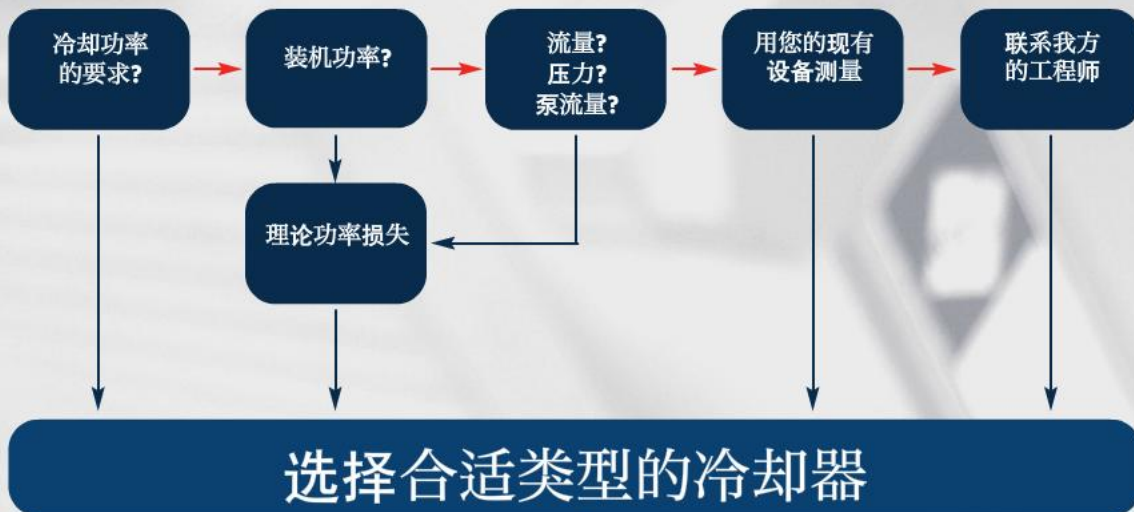 冷却功率
的要求?
装机功率?
流量?
压力?
泵流量?
用您的现有
设备测量
联系我方
的工程师
理论功率损失
选择合适类型的冷却器